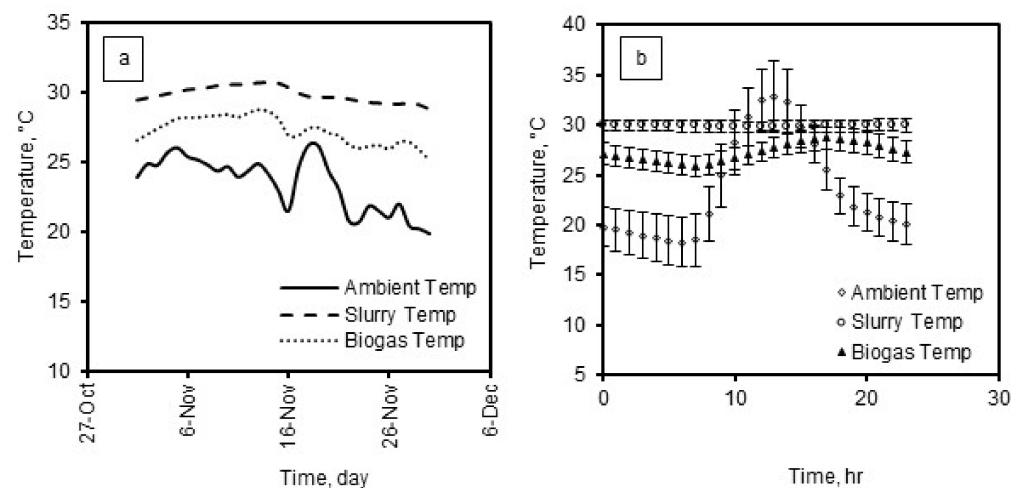 35
30
25
20
15
10
Temperature, °C
a
Ambient Temp
Slurry Temp
Biogas Temp
27-Oct
6-Nov
16-Nov
26-Nov
6-Dec
Time, day
40
35
30
25
20
15
10
5
Temperature, °C
b
Ambient Temp
Slurry Temp
Biogas Temp
0
10
20
30
Time, hr